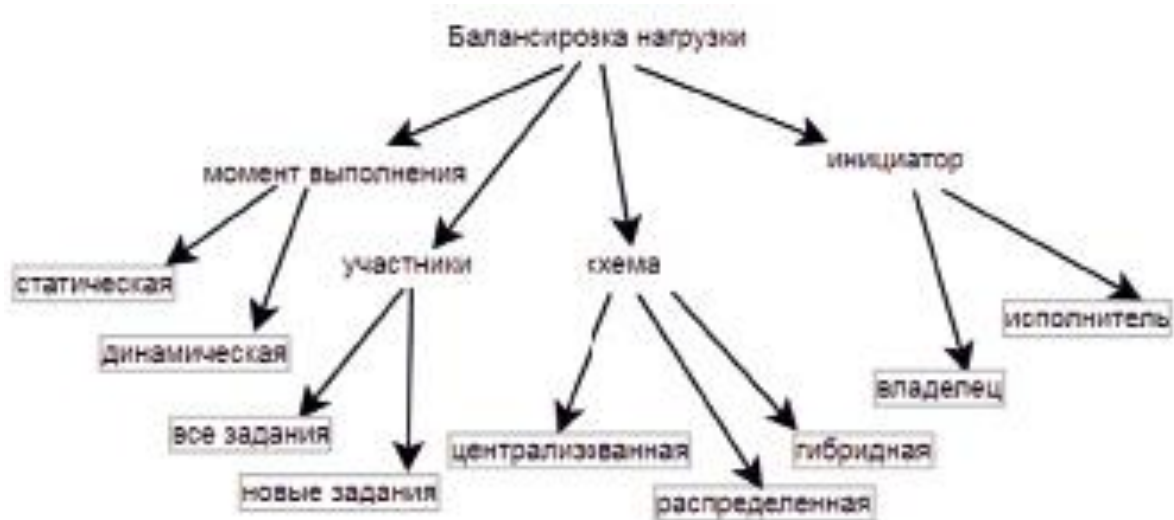 Балансировка нагрузки
момент выполнения
инициатор
участники
схема
статическая
исполнитель
динамическая
владелец
все задания
централизованная
гибридная
новые задания
распределенная